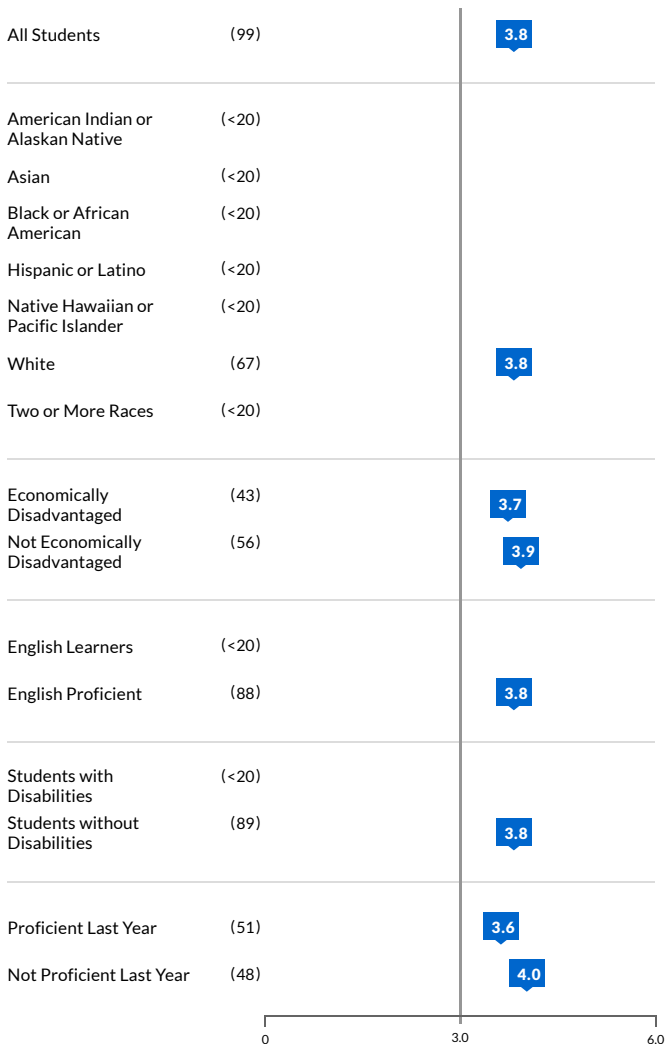 All Students (99) 3.8
American Indian or (<20)
Alaskan Native
Asian (<20)
Black or African (<20)
American
Hispanic or Latino (<20)
Native Hawaiian or (<20)
Pacific Islander
White (67) 3.8
Two or More Races (<20)
Economically (43) 3.7
Disadvantaged
Not Economically (56) 3.9
Disadvantaged
English Learners (<20)
English Proficient (88) 3.8
Students with (<20)
Disabilities
Students without (89) 3.8
Disabilities
Proficient Last Year (51) 3.6
Not Proficient Last Year (48) 4.0
0 3.0 6.0